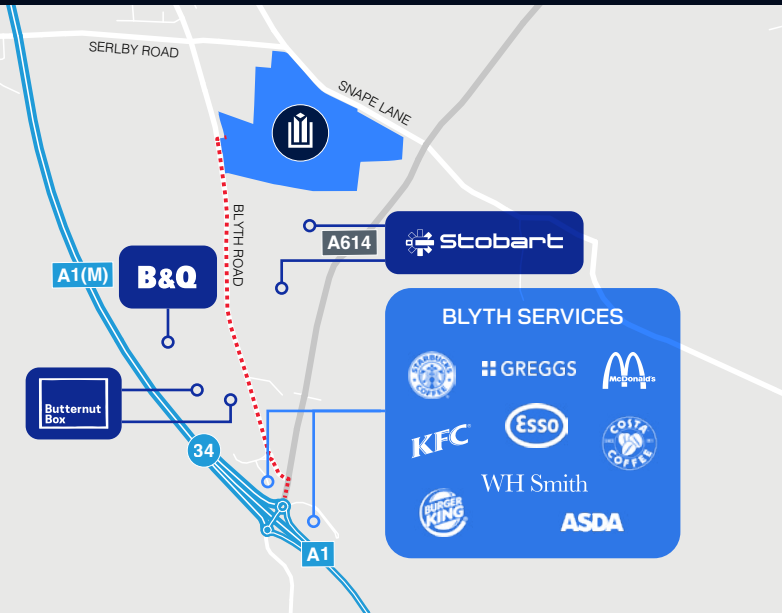 SERLBY ROAD
SNAPE LANE
BLYTH ROAD
A614
Stobart
A1(M)
B&Q
BLYTH SERVICES
STARBUCKS
COFFEE
GREGGS
McDonald's
Butternut
Box
KFC
Esso
COSTA
COFFEE
34
WH Smith
BURGER
KING
ASDA
A1